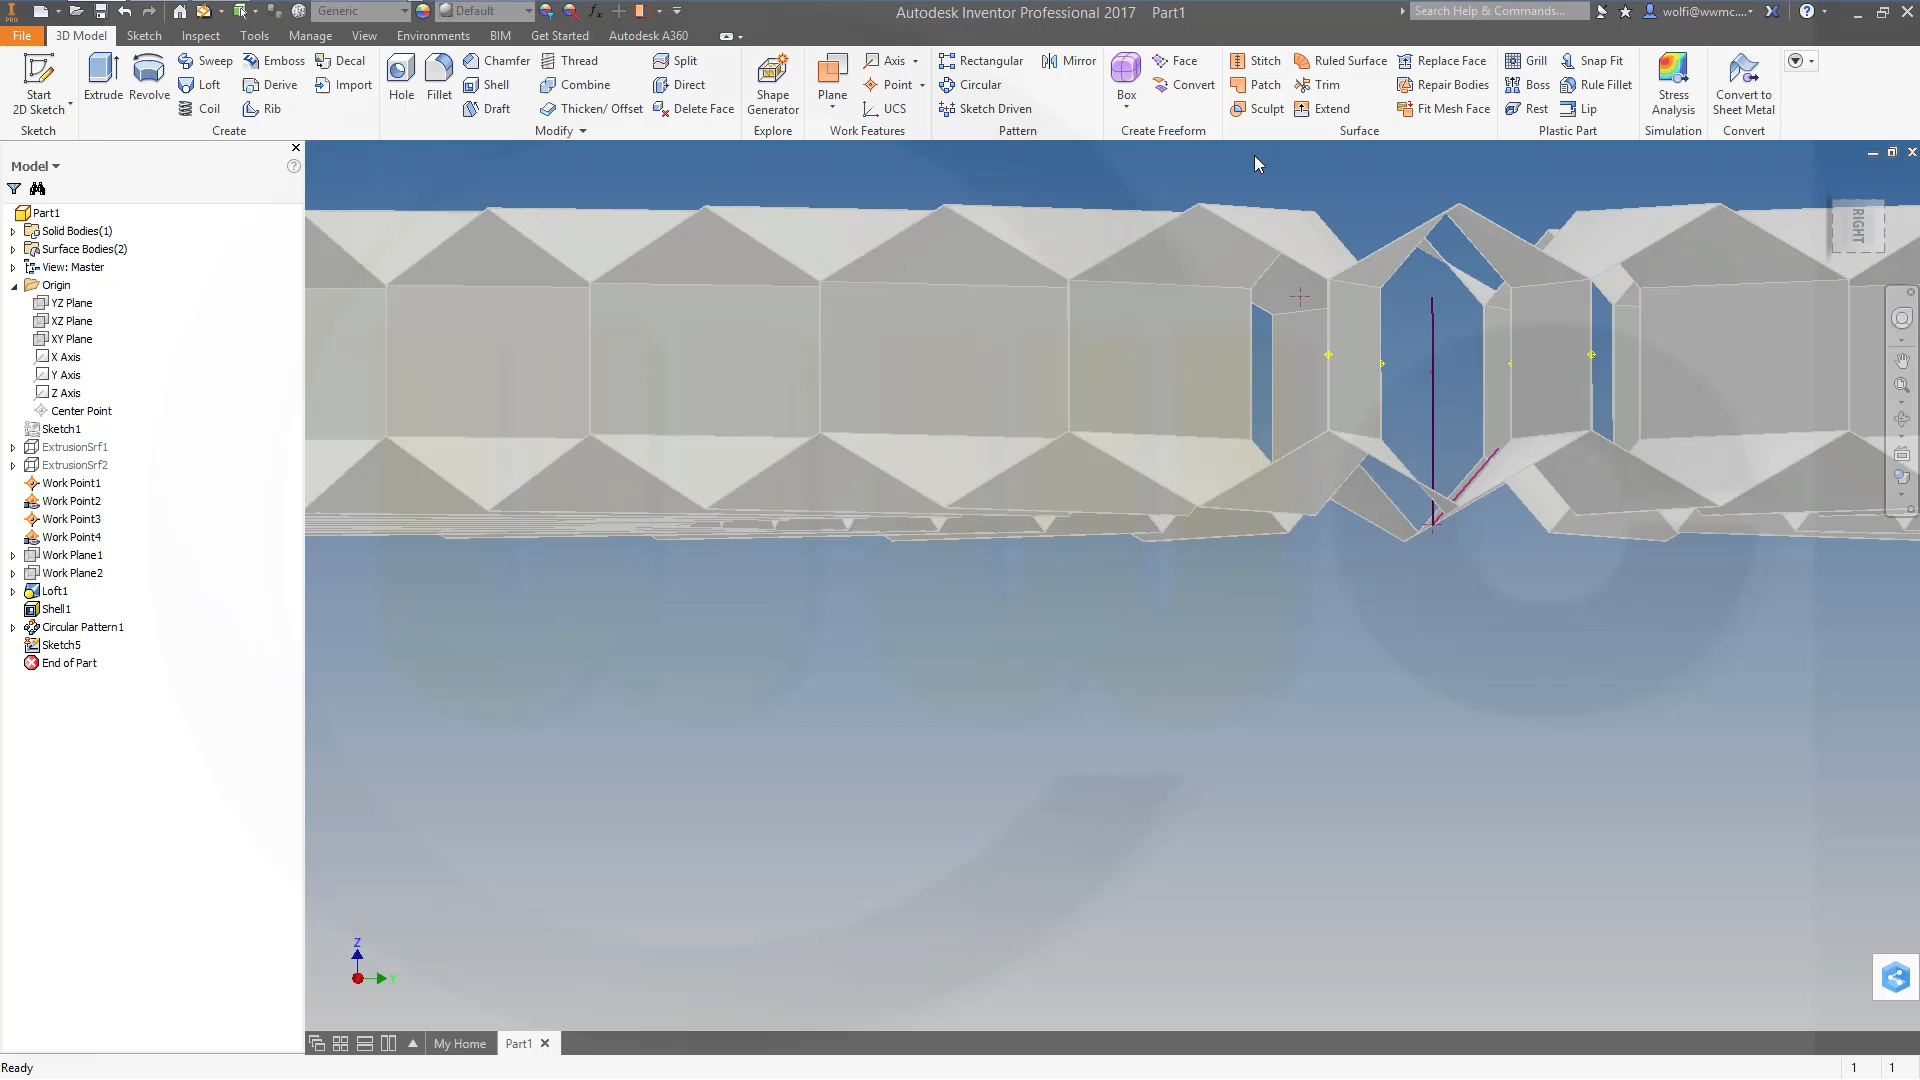 Generic
Default
Autodesk Inventor Professional 2017 Part1
Search Help & Commands...
wolfi@wwmc....
PRO
File
3D Model
Sketch
Inspect
Tools
Manage
View
Environments
BIM
Get Started
Autodesk A360
Start
2D Sketch
Sketch
Extrude
Revolve
Sweep
Loft
Coil
Emboss
Derive
Rib
Decal
Import
Create
Hole
Fillet
Chamfer
Shell
Draft
Thread
Combine
Thicken/ Offset
Split
Direct
Delete Face
Modify
Shape
Generator
Explore
Plane
Axis
Point
UCS
Work Features
Rectangular
Circular
Sketch Driven
Mirror
Pattern
Box
Face
Convert
Create Freeform
Stitch
Patch
Sculpt
Ruled Surface
Trim
Extend
Replace Face
Repair Bodies
Fit Mesh Face
Surface
Grill
Boss
Rest
Snap Fit
Rule Fillet
Lip
Plastic Part
Stress
Analysis
Simulation
Convert to
Sheet Metal
Convert
Model
Part1
Solid Bodies(1)
Surface Bodies(2)
View: Master
Origin
YZ Plane
XZ Plane
XY Plane
X Axis
Y Axis
Z Axis
Center Point
Sketch1
ExtrusionSrf1
ExtrusionSrf2
Work Point1
Work Point2
Work Point3
Work Point4
Work Plane1
Work Plane2
Loft1
Shell1
Circular Pattern1
Sketch5
End of Part
RIGHT
Z
Y
My Home
Part1
Ready
1
1